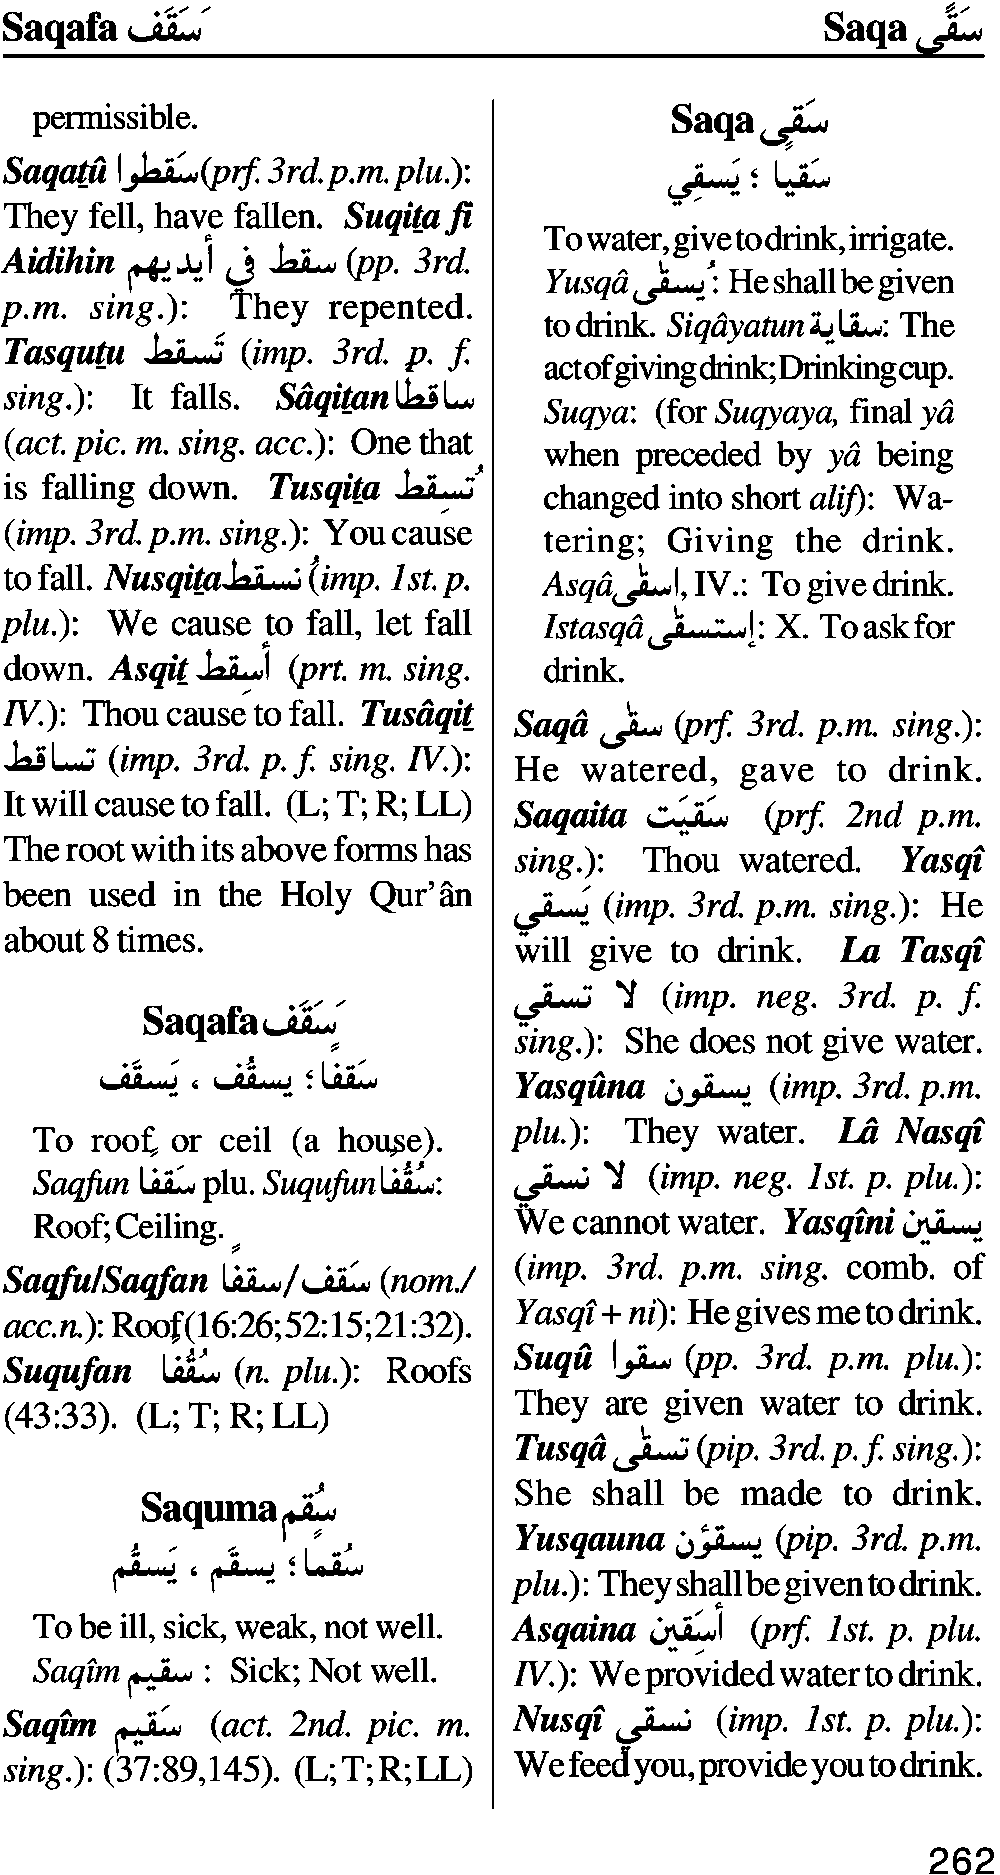 Saqafa سَقَفَ
Saqa سَقًى
permissible.
Saqaṯû سَقطوا (prf. 3rd. p.m. plu.):
They fell, have fallen. Suqiṯa fi
Aidihin سقط في أيديهم (pp. 3rd.
p.m. sing.): They repented.
Tasquṯu تَسقط (imp. 3rd. p. f.
sing.): It falls. Sâqiṯan ساقطا
(act. pic. m. sing. acc.): One that
is falling down. Tusqiṯa تُسقِط
(imp. 3rd. p.m. sing.): You cause
to fall. Nusqiṯa نُسقط (imp. 1st. p.
plu.): We cause to fall, let fall
down. Asqiṯ أسقِط (prt. m. sing.
IV.): Thou cause to fall. Tusâqiṯ
تساقط (imp. 3rd. p. f. sing. IV.):
It will cause to fall. (L; T; R; LL)
The root with its above forms has
been used in the Holy Qur’ân
about 8 times.
Saqafa سَقَفَ
سَقفًا؛ يسقُف ، يَسقَف
To roof, or ceil (a house).
Saqfun سَقفًا plu. Suqufun سُقُفًا:
Roof; Ceiling.
Saqfu/Saqfan سَقف/سقفًا (nom./
acc.n.): Roof (16:26; 52:15; 21:32).
Suqufan سُقُفًا (n. plu.): Roofs
(43:33). (L; T; R; LL)
Saquma سَقُم
سُقمًا؛ يسقَم ، يَسقُم
To be ill, sick, weak, not well.
Saqîm سقيم : Sick; Not well.
Saqîm سَقيم (act. 2nd. pic. m.
sing.): (37:89,145). (L; T; R; LL)
Saqa سَقٍى
سَقيا ؛ يَسقِي
To water, give to drink, irrigate.
Yusqâ يُسقٰى: He shall be given
to drink. Siqâyatun سقاية: The
act of giving drink; Drinking cup.
Suqya: (for Suqyaya, final yâ
when preceded by yâ being
changed into short alif): Wa-
tering; Giving the drink.
Asqâ اسقٰى, IV.: To give drink.
Istasqâ إستسقٰى: X. To ask for
drink.
Saqâ سقٰى (prf. 3rd. p.m. sing.):
He watered, gave to drink.
Saqaita سَقَيَت (prf. 2nd p.m.
sing.): Thou watered. Yasqî
يَسقي (imp. 3rd. p.m. sing.): He
will give to drink. La Tasqî
لا تسقي (imp. neg. 3rd. p. f.
sing.): She does not give water.
Yasqûna يسقون (imp. 3rd. p.m.
plu.): They water. Lâ Nasqî
لا نسقي (imp. neg. 1st. p. plu.):
We cannot water. Yasqîni يسقين
(imp. 3rd. p.m. sing. comb. of
Yasqî + ni): He gives me to drink.
Suqû سقوا (pp. 3rd. p.m. plu.):
They are given water to drink.
Tusqâ تسقٰى (pip. 3rd. p. f. sing.):
She shall be made to drink.
Yusqauna يسقؤن (pip. 3rd. p.m.
plu.): They shall be given to drink.
Asqaina أسقَين (prf. 1st. p. plu.
IV.): We provided water to drink.
Nusqî نسقي (imp. 1st. p. plu.):
We feed you, provide you to drink.
262